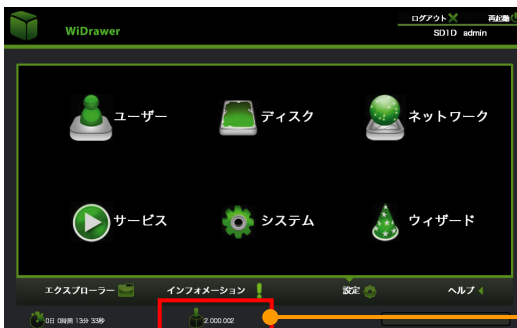 ログアウト 再起動
WiDrawer
SD1D admin
ユーザー ディスク ネットワーク
サービス システム ウィザード
エクスプローラー インフォメーション 設定 ヘルプ
0日 0時間 13分 33秒 2.000.002